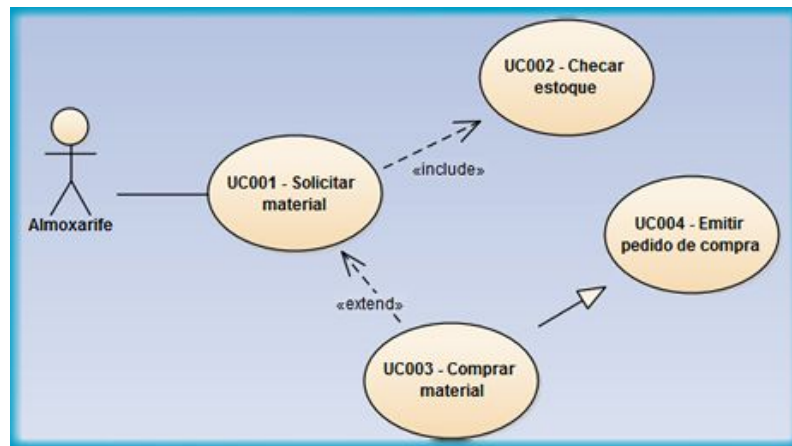 UC002 - Checar
estoque
«include»
UC001 - Solicitar
material
Almoxarife
UC004 - Emitir
pedido de compra
«extend»
UC003 - Comprar
material